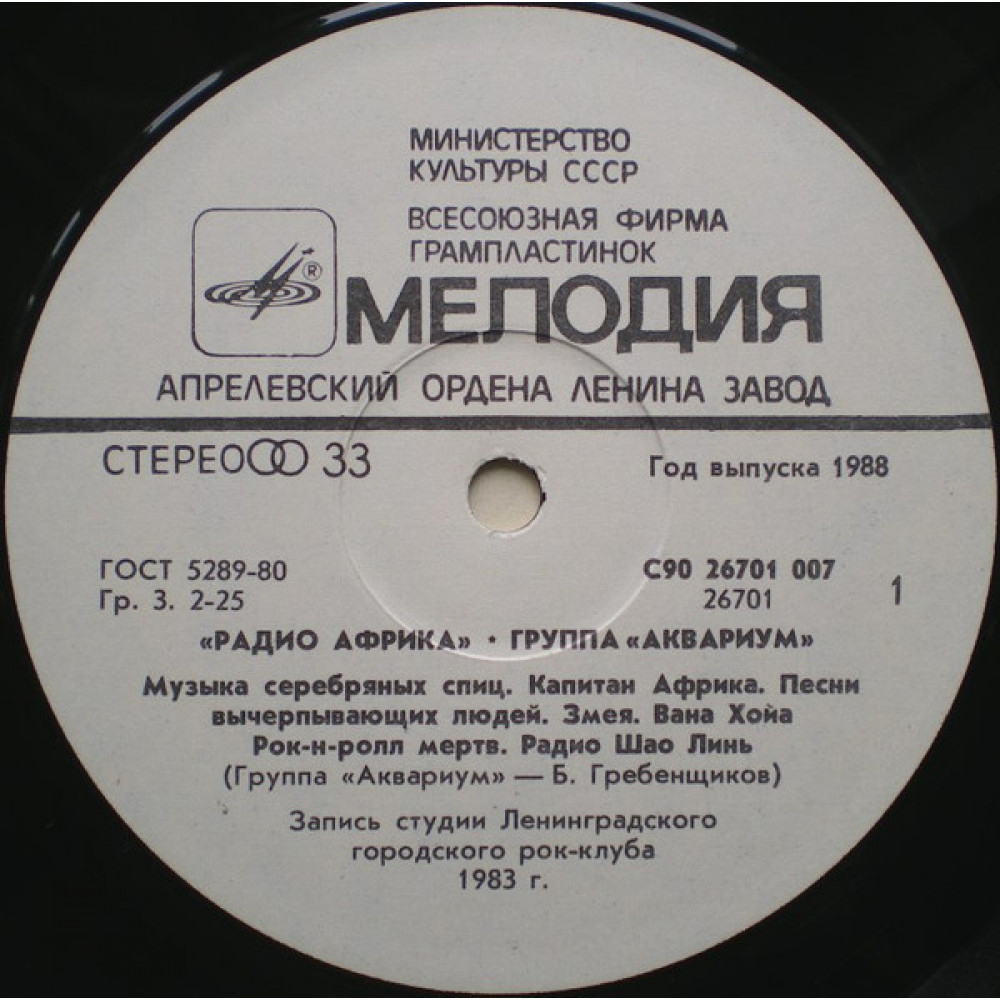 МИНИСТЕРСТВО
КУЛЬТУРЫ СССР
ВСЕСОЮЗНАЯ ФИРМА
ГРАМПЛАСТИНОК
®
МЕЛОДИЯ
АПРЕЛЕВСКИЙ ОРДЕНА ЛЕНИНА ЗАВОД
СТЕРЕО 33
Год выпуска 1988
ГОСТ 5289-80
Гр. 3. 2-25
С90 26701 007
26701
1
«РАДИО АФРИКА» • ГРУППА «АКВАРИУМ»
Музыка серебряных спиц. Капитан Африка. Песни
вычерпывающих людей. Змея. Вана Хойа
Рок-н-ролл мертв. Радио Шао Линь
(Группа «Аквариум» — Б. Гребенщиков)
Запись студии Ленинградского
городского рок-клуба
1983 г.